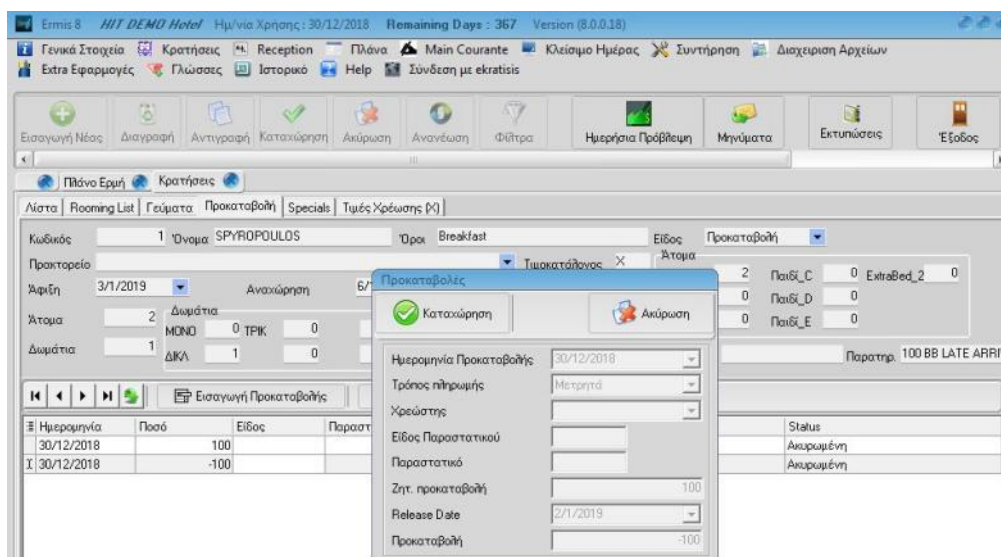 Ermis 8 HIT DEMO Hotel Ημ/νία Χρήσης : 30/12/2018 Remaining Days : 367 Version (8.0.0.18)
Γενικά Στοιχεία Κρατήσεις Reception Πλάνα Main Courante Κλείσιμο Ημέρας Συντήρηση Διαχειριση Αρχείων
Extra Εφαρμογές Γλώσσες Ιστορικό Help Σύνδεση με ekratisis
Εισαγωγή Νέας Διαγραφή Αντιγραφή Καταχώρηση Ακύρωση Ανανέωση Φίλτρα Ημερήσια Πρόβλεψη Μηνύματα Εκτυπώσεις Έξοδος
Πλάνο Ερμή Κρατήσεις
Λίστα Rooming List Γεύματα Προκαταβολή Specials Τιμές Χρέωσης (X)
Κωδικός 1 Όνομα SPYROPOULOS Όροι Breakfast Είδος Προκαταβολή
Πρακτορείο Τιμοκατάλογος X Άτομα
Άφιξη 3/1/2019 Αναχώρηση 6/ 2 Παιδί_C 0 ExtraBed_2 0
Άτομα 2 Δωμάτια 0 Παιδί_D 0
ΜΟΝΟ 0 ΤΡΙΚ 0 0 Παιδί_E 0
Δωμάτια 1 ΔΙΚΛ 1 0 Παρατηρ. 100 BB LATE ARRI
Εισαγωγή Προκαταβολής
Ημερομηνία Ποσό Είδος Παραστ Status
30/12/2018 100 Ακυρωμένη
30/12/2018 -100 Ακυρωμένη
Προκαταβολές
Καταχώρηση Ακύρωση
Ημερομηνία Προκαταβολής 30/12/2018
Τρόπος πληρωμής Μετρητά
Χρεώστης
Είδος Παραστατικού
Παραστατικό
Ζητ. προκαταβολή 100
Release Date 2/1/2019
Προκαταβολή -100